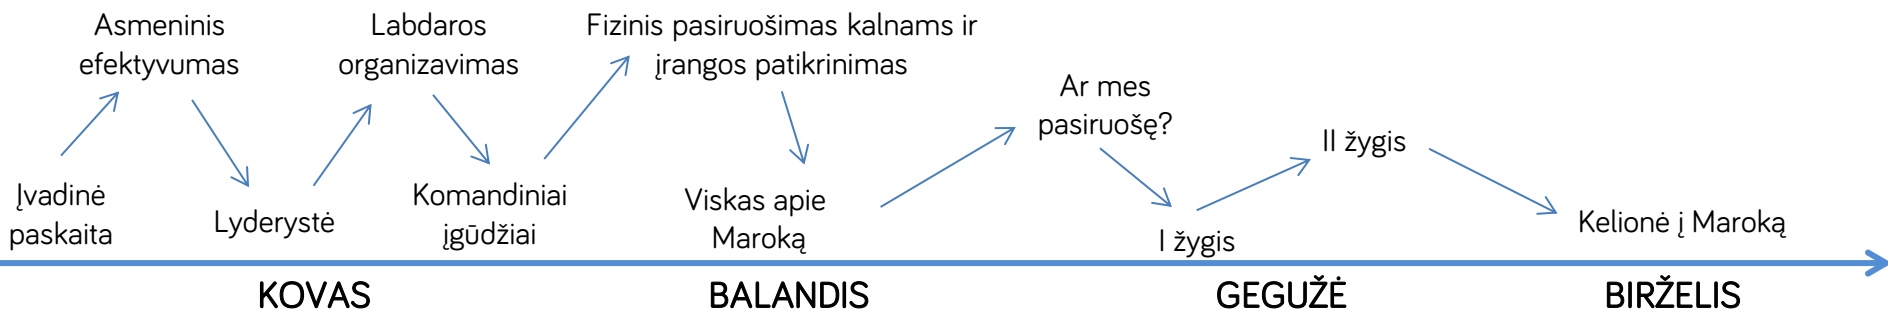 Įvadinė
paskaita
Asmeninis
efektyvumas
Lyderystė
Labdaros
organizavimas
Komandiniai
įgūdžiai
Fizinis pasiruošimas kalnams ir
įrangos patikrinimas
Viskas apie
Maroką
Ar mes
pasiruošę?
I žygis
II žygis
Kelionė į Maroką
KOVAS
BALANDIS
GEGUŽĖ
BIRŽELIS